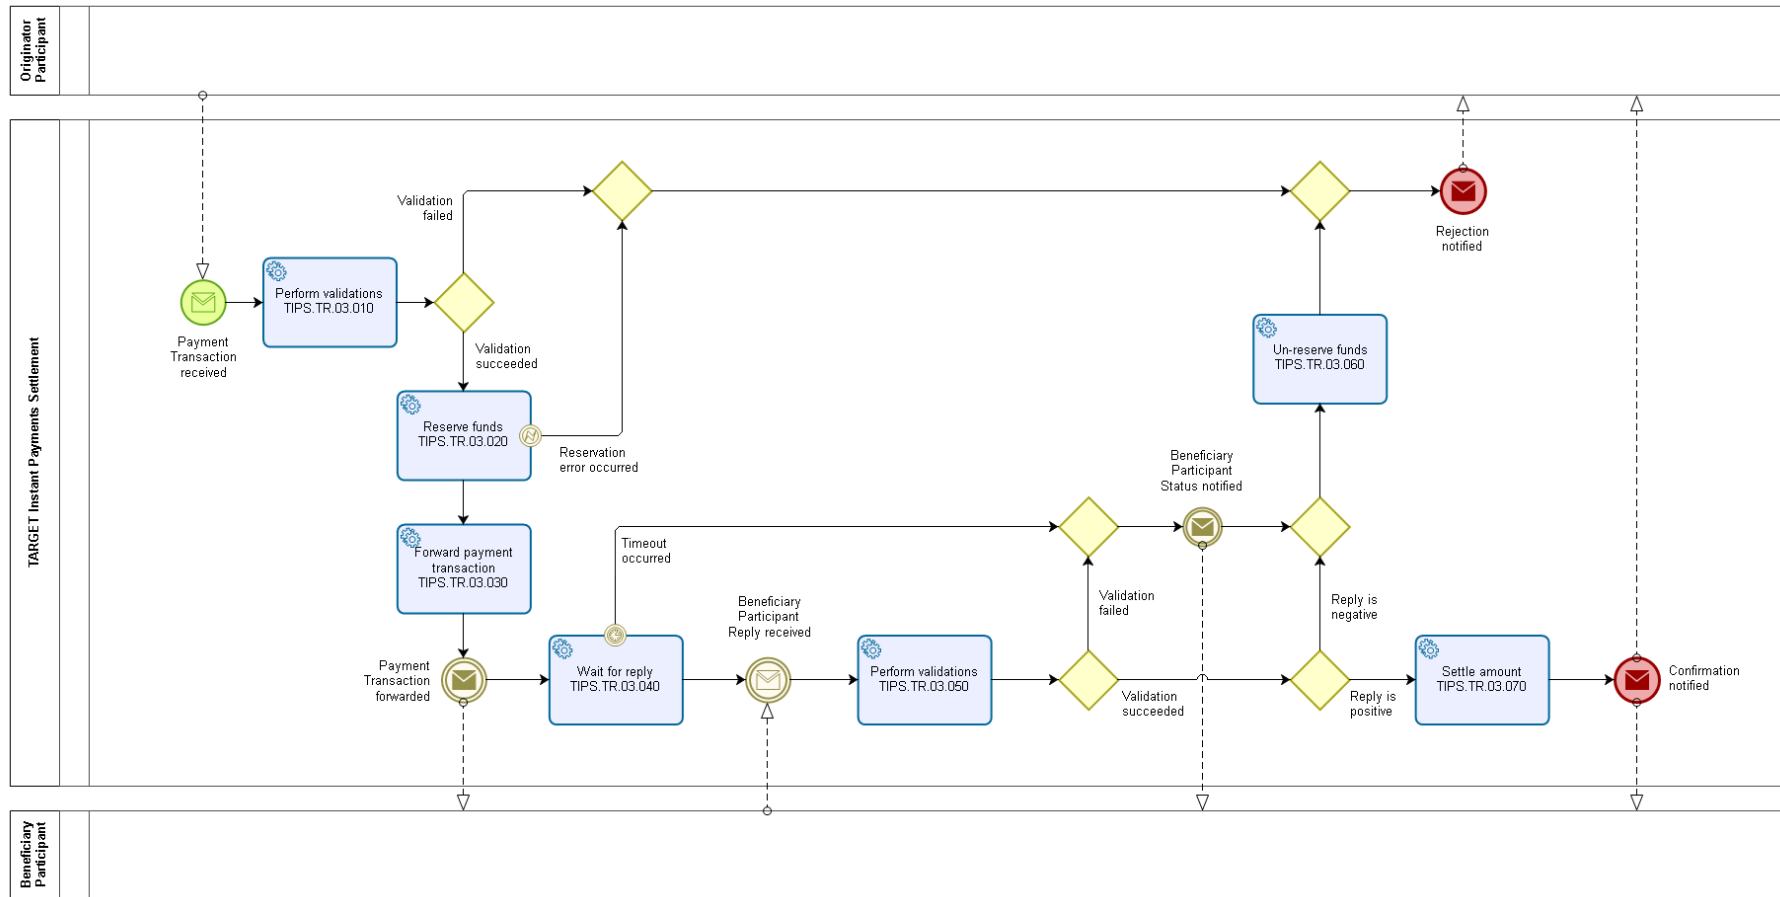 Originator
Participant
TARGET Instant Payments Settlement
Validation
failed
Rejection
notified
Perform validations
TIPS.TR.03.010
Payment
Transaction
received
Validation
succeeded
Un-reserve funds
TIPS.TR.03.060
Reserve funds
TIPS.TR.03.020
Reservation
error occurred
Beneficiary
Participant
Status notified
Forward payment
transaction
TIPS.TR.03.030
Timeout
occurred
Beneficiary
Participant
Reply received
Validation
failed
Reply is
negative
Payment
Transaction
forwarded
Wait for reply
TIPS.TR.03.040
Perform validations
TIPS.TR.03.050
Validation
succeeded
Reply is
positive
Settle amount
TIPS.TR.03.070
Confirmation
notified
Beneficiary
Participant